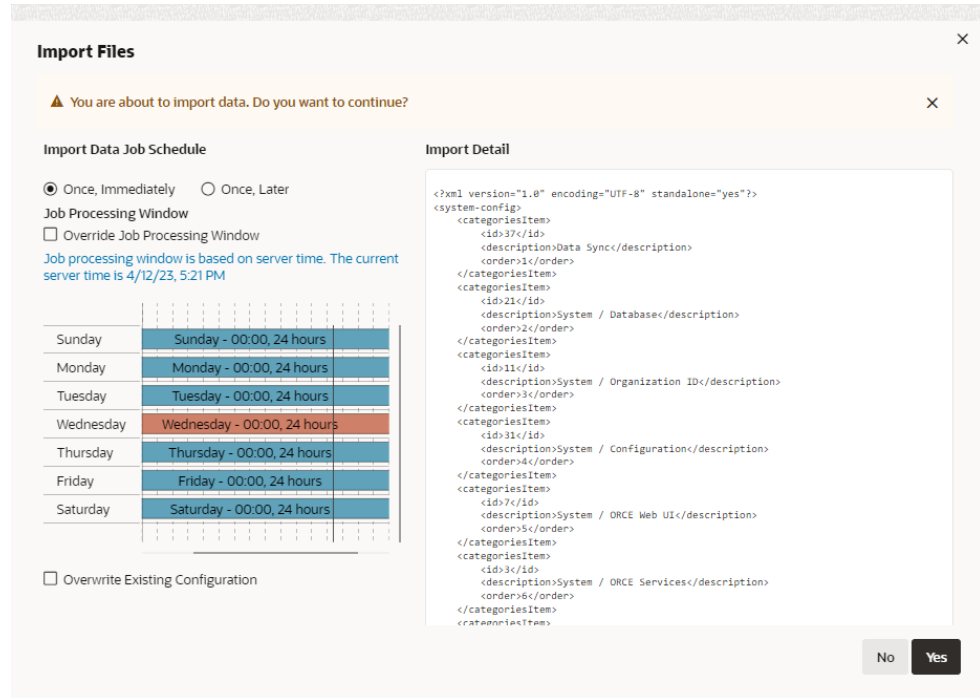 Import Files
You are about to import data. Do you want to continue?
Import Data Job Schedule
Once, Immediately
Once, Later
Job Processing Window
Override Job Processing Window
Job processing window is based on server time. The current
server time is 4/12/23, 5:21 PM
Sunday
Sunday - 00:00, 24 hours
Monday
Monday - 00:00, 24 hours
Tuesday
Tuesday - 00:00, 24 hours
Wednesday
Wednesday - 00:00, 24 hours
Thursday
Thursday - 00:00, 24 hours
Friday
Friday - 00:00, 24 hours
Saturday
Saturday - 00:00, 24 hours
Overwrite Existing Configuration
Import Detail
<?xml version="1.0" encoding="UTF-8" standalone="yes"?>
<system-config>
<categoriesItem>
<id>37</id>
<description>Data Sync</description>
<order>1</order>
</categoriesItem>
<categoriesItem>
<id>21</id>
<description>System / Database</description>
<order>2</order>
</categoriesItem>
<categoriesItem>
<id>11</id>
<description>System / Organization ID</description>
<order>3</order>
</categoriesItem>
<categoriesItem>
<id>31</id>
<description>System / Configuration</description>
<order>4</order>
</categoriesItem>
<categoriesItem>
<id>7</id>
<description>System / ORCE Web UI</description>
<order>5</order>
</categoriesItem>
<categoriesItem>
<id>3</id>
<description>System / ORCE Services</description>
<order>6</order>
</categoriesItem>
<categoriesItem>
No
Yes